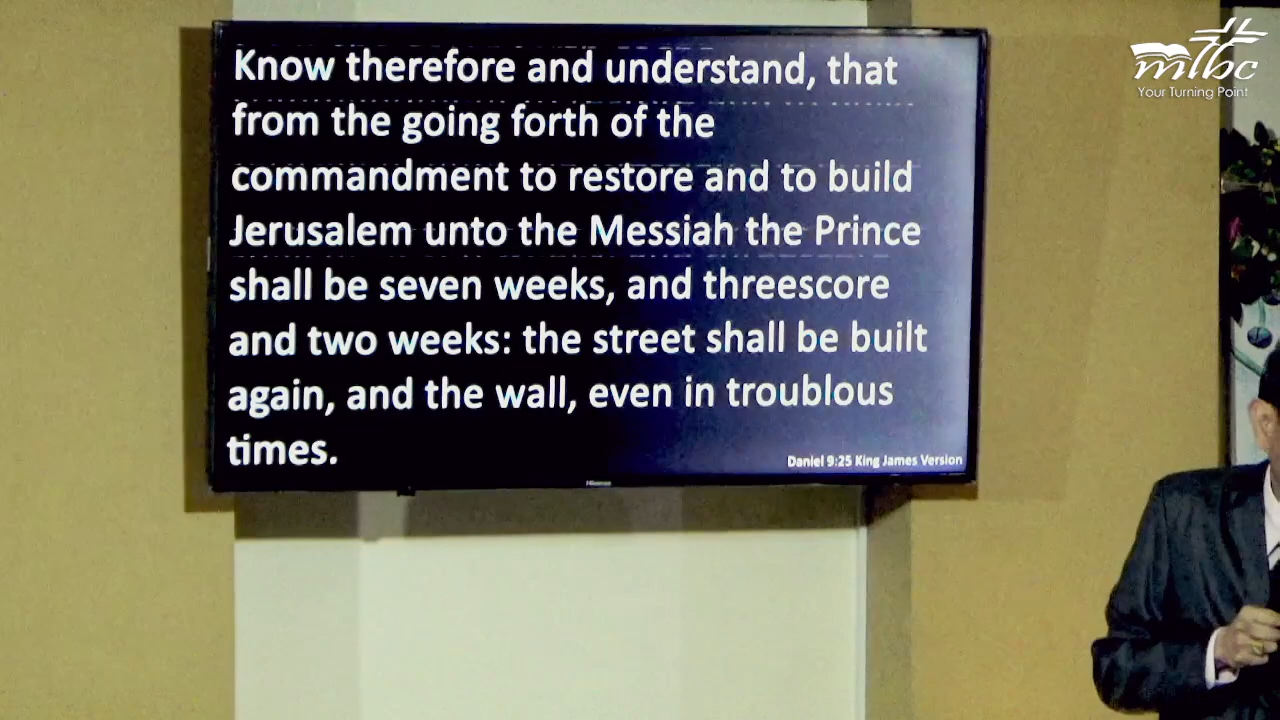 Know therefore and understand, that
from the going forth of the
commandment to restore and to build
Jerusalem unto the Messiah the Prince
shall be seven weeks, and threescore
and two weeks: the street shall be built
again, and the wall, even in troublous
times.
Daniel 9:25 King James Version
Hisense
mlbc
Your Turning Point